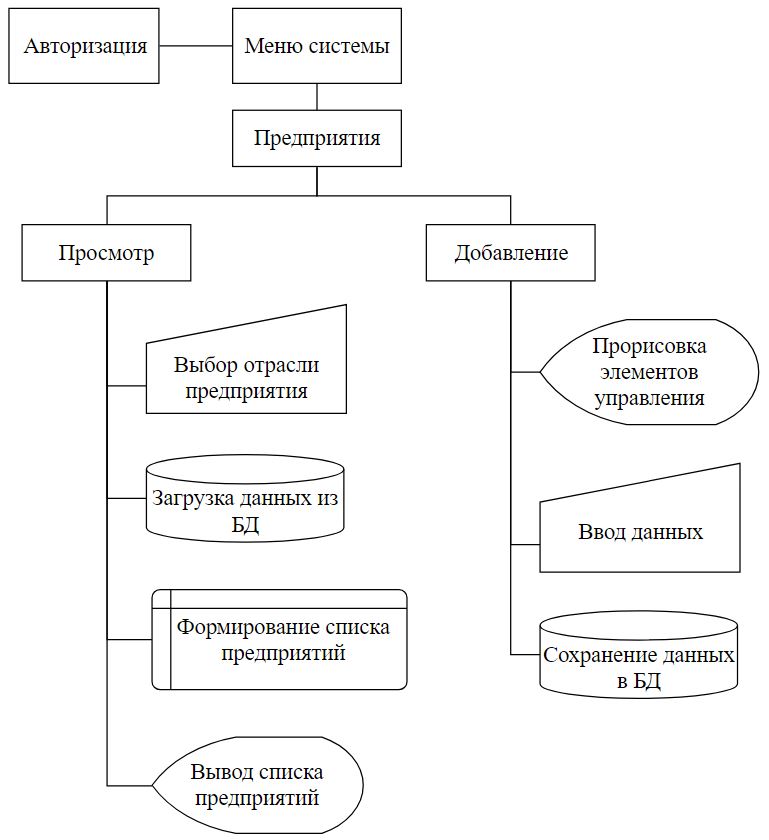 Авторизация
Меню системы
Предприятия
Просмотр
Добавление
Выбор отрасли
предприятия
Загрузка данных из
БД
Формирование списка
предприятий
Вывод списка
предприятий
Прорисовка
элементов
управления
Ввод данных
Сохранение данных
в БД